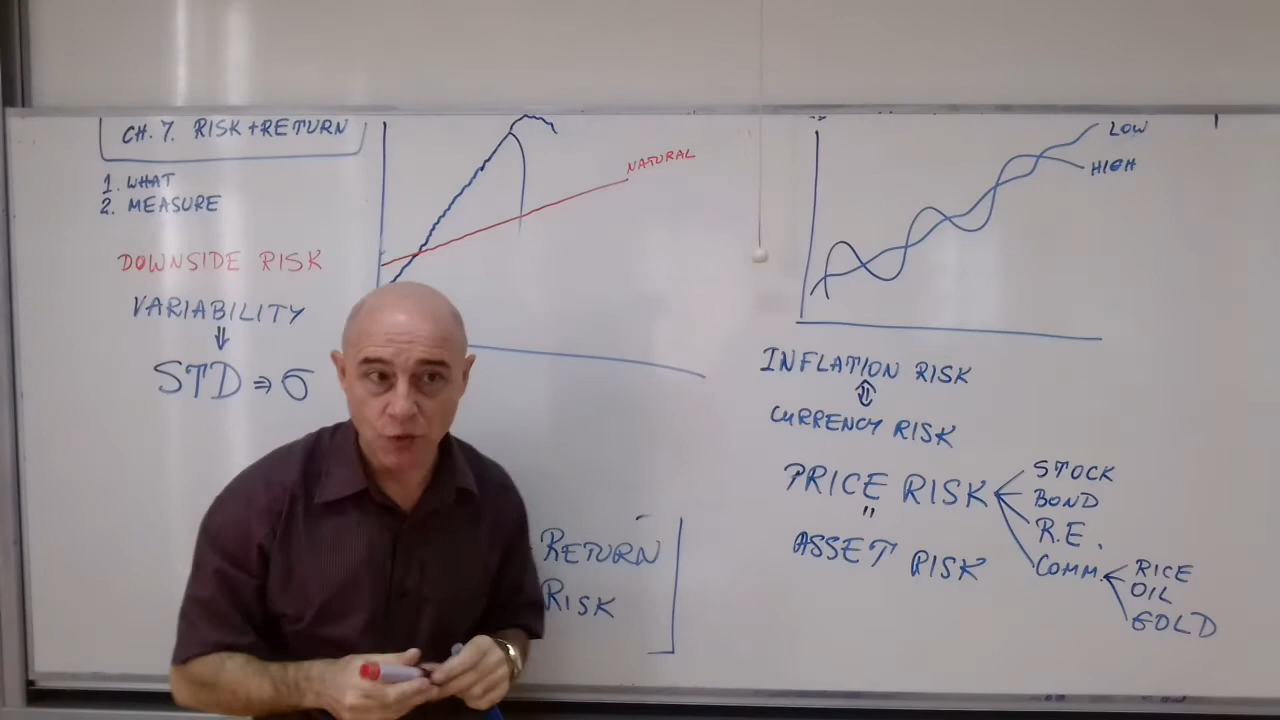 CH. 7. RISK + RETURN
1. WHAT
2. MEASURE
DOWNSIDE RISK
VARIABILITY
⇓
STD ⇒ σ
NATURAL
RETURN
RISK
LOW
HIGH
INFLATION RISK
⇕
CURRENCY RISK
PRICE RISK
STOCK
BOND
R.E.
COMM.
RICE
OIL
GOLD
"
ASSET RISK